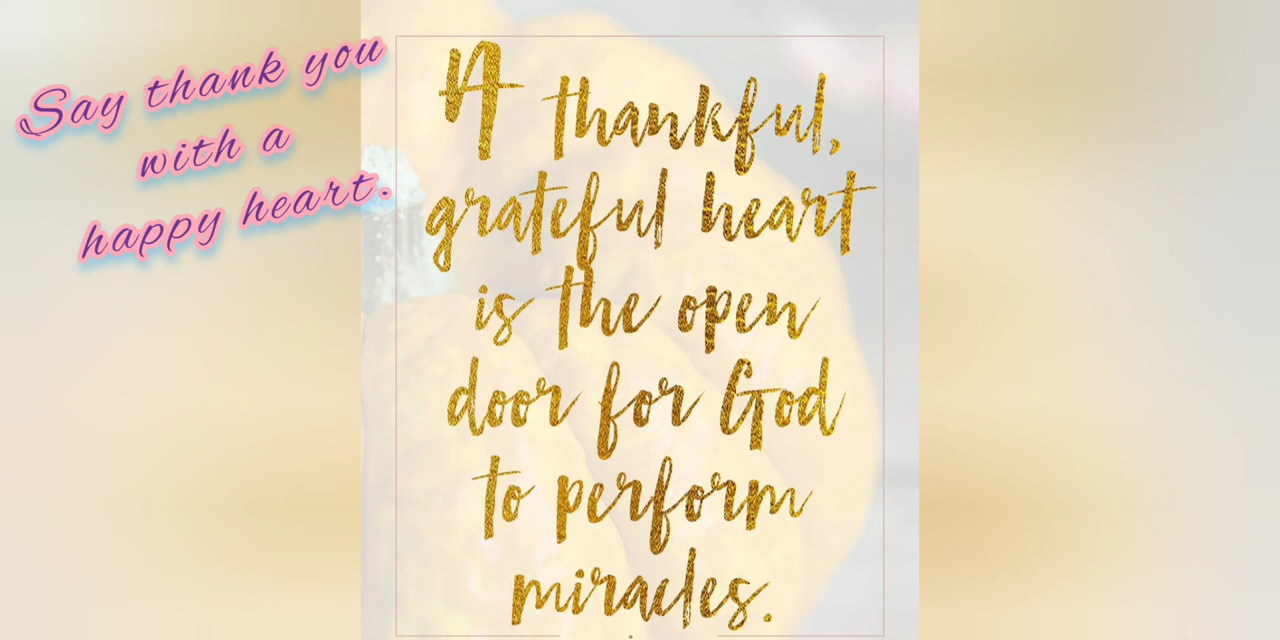 Say thank you
with a
happy heart.
A thankful,
grateful heart
is the open
door for God
to perform
miracles.